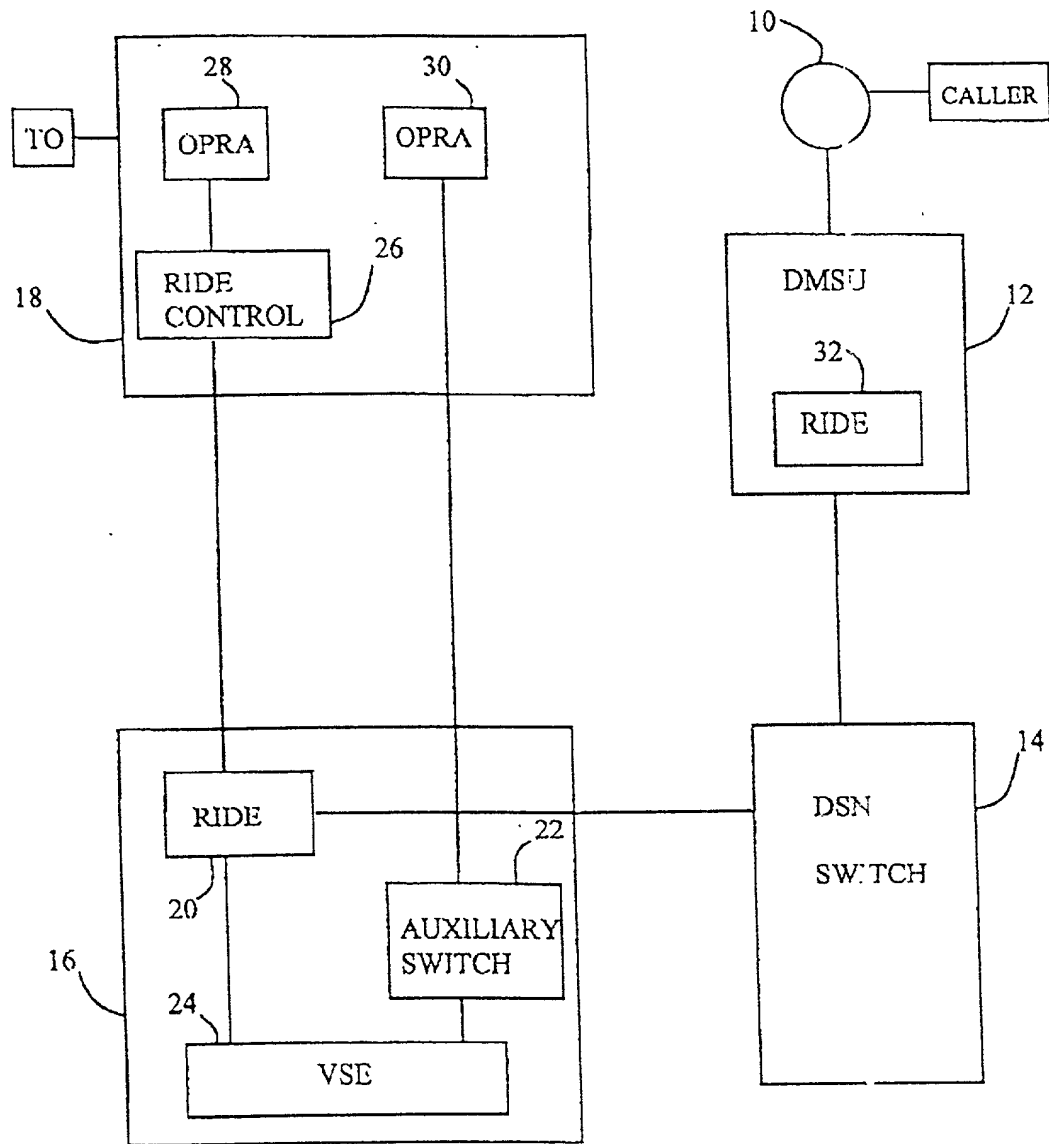 10
28
30
CALLER
TO
OPRA
OPRA
26
RIDE
CONTROL
DMSU
18
12
32
RIDE
14
RIDE
DSN
22
SWITCH
20
AUXILIARY
SWITCH
16
24
VSE